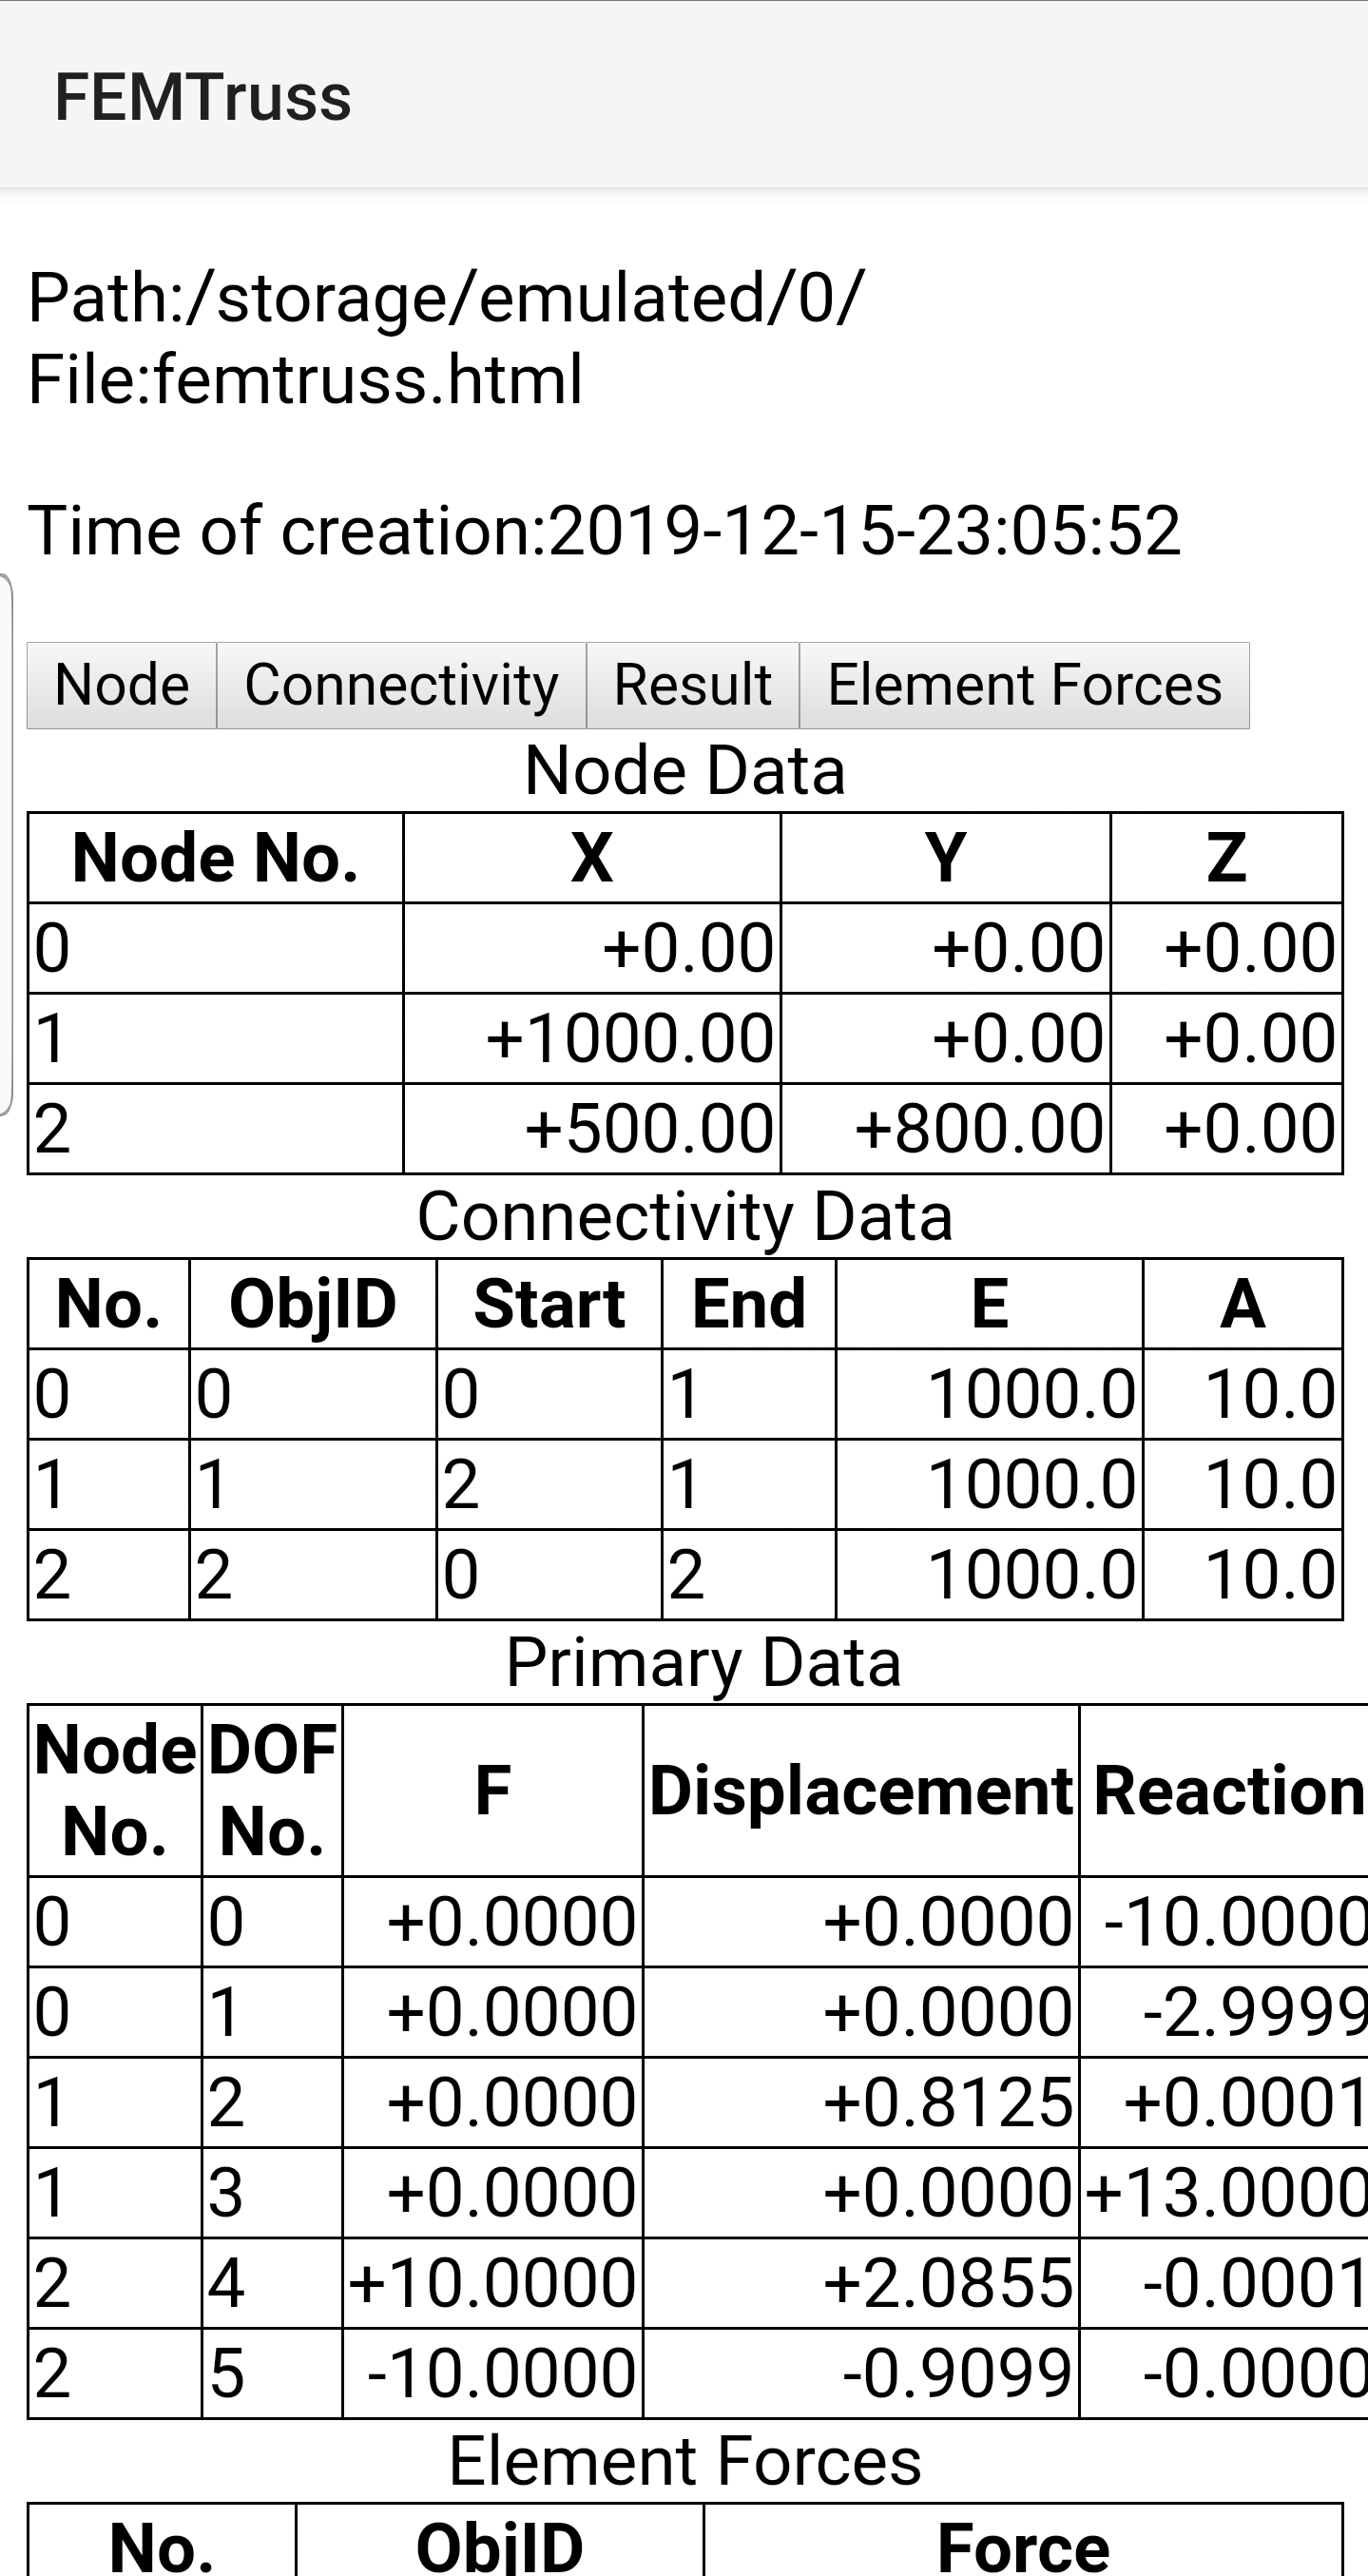 FEMTruss
Path:/storage/emulated/0/
File:femtruss.html
Time of creation:2019-12-15-23:05:52
Node Connectivity Result Element Forces
Node Data
Node No. X Y Z
0 +0.00 +0.00 +0.00
1 +1000.00 +0.00 +0.00
2 +500.00 +800.00 +0.00
Connectivity Data
No. ObjID Start End E A
0 0 0 1 1000.0 10.0
1 1 2 1 1000.0 10.0
2 2 0 2 1000.0 10.0
Primary Data
Node No. DOF No. F Displacement Reaction
0 0 +0.0000 +0.0000 -10.0000
0 1 +0.0000 +0.0000 -2.9999
1 2 +0.0000 +0.8125 +0.0001
1 3 +0.0000 +0.0000 +13.0000
2 4 +10.0000 +2.0855 -0.0001
2 5 -10.0000 -0.9099 -0.0000
Element Forces
No. ObjID Force